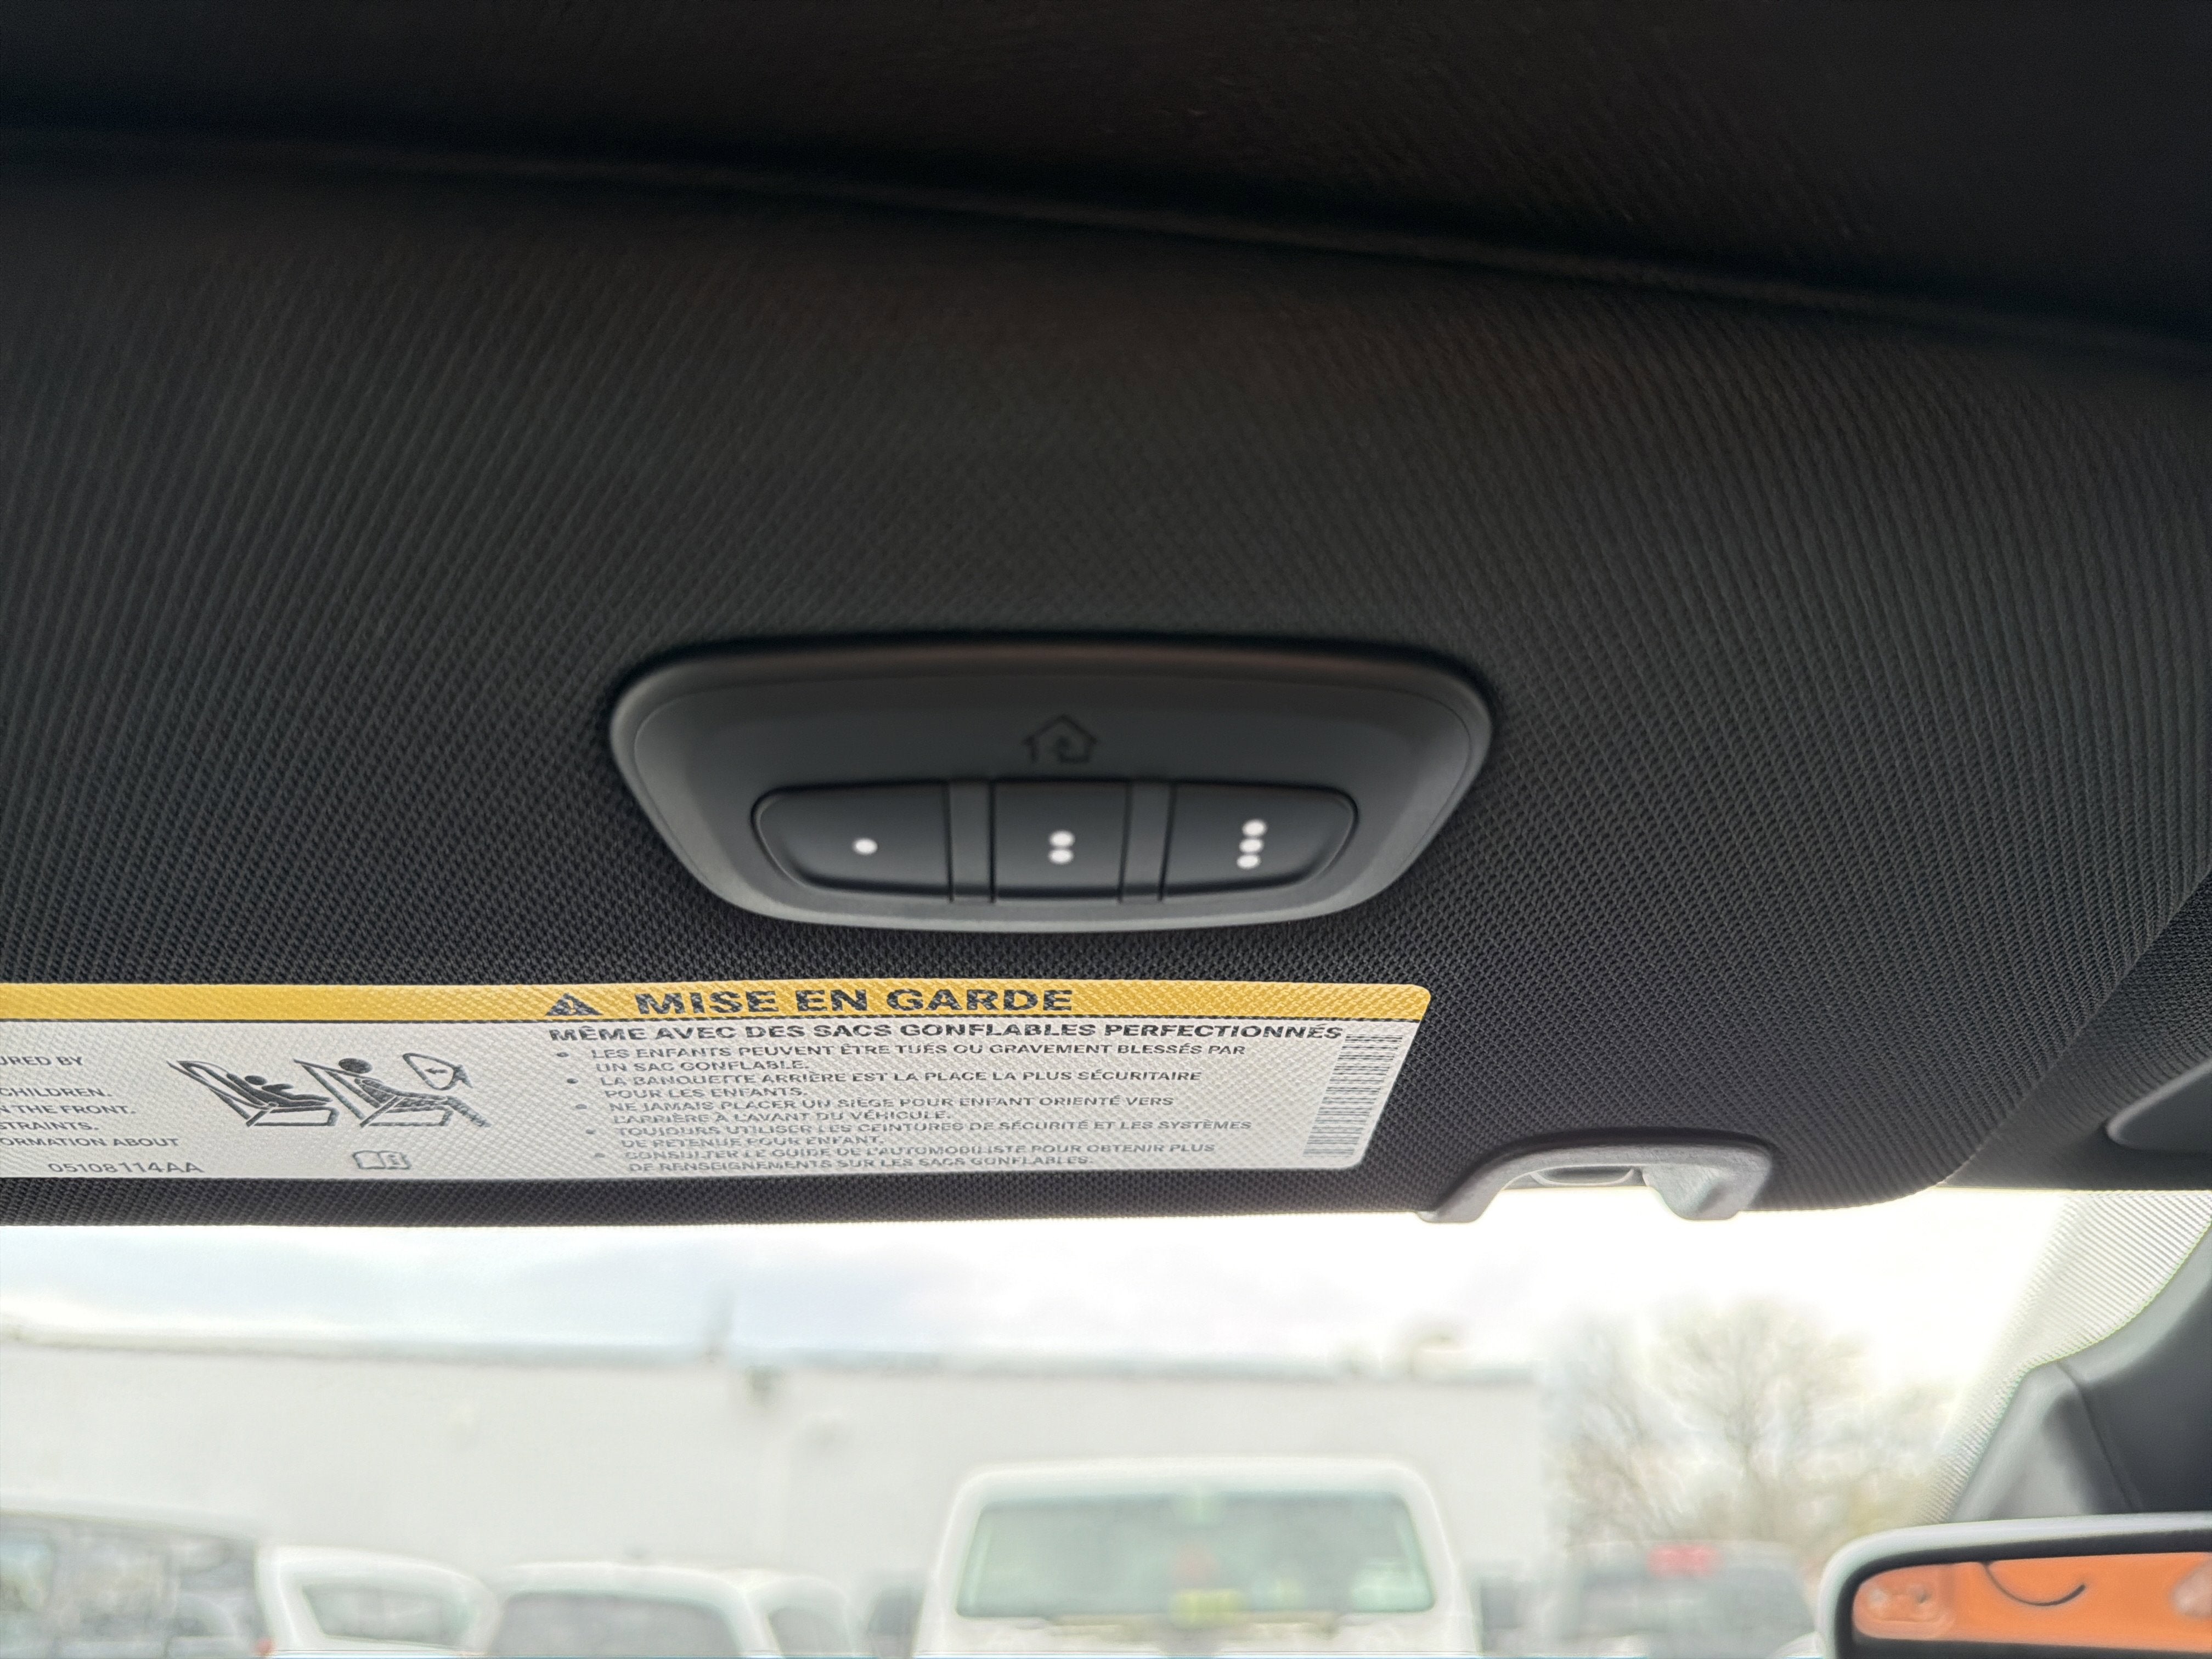 URED BY
CHILDREN.
N THE FRONT.
STRAINTS.
ORMATION ABOUT
05108114AA
MISE EN GARDE
MÊME AVEC DES SACS GONFLABLES PERFECTIONNÉS
• LES ENFANTS PEUVENT ÊTRE TUÉS OU GRAVEMENT BLESSÉS PAR
UN SAC GONFLABLE.
• LA BANQUETTE ARRIÈRE EST LA PLACE LA PLUS SÉCURITAIRE
POUR LES ENFANTS.
• NE JAMAIS PLACER UN SIÈGE POUR ENFANT ORIENTÉ VERS
L'ARRIÈRE À L'AVANT DU VÉHICULE.
• TOUJOURS UTILISER LES CEINTURES DE SÉCURITÉ ET LES SYSTÈMES
DE RETENUE POUR ENFANT.
• CONSULTER LE GUIDE DE L'AUTOMOBILISTE POUR OBTENIR PLUS
DE RENSEIGNEMENTS SUR LES SACS GONFLABLES.